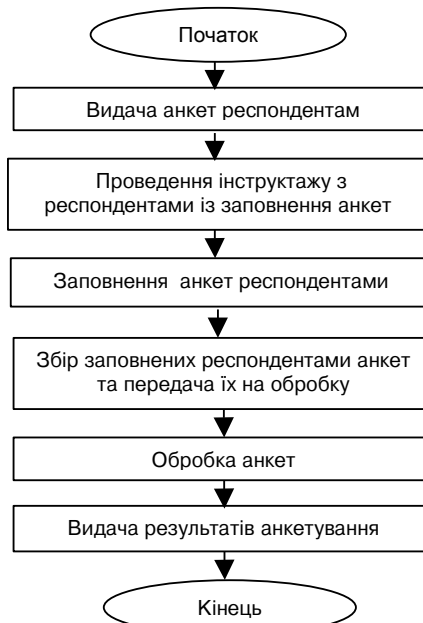 Початок
Видача анкет респондентам
Проведення інструктажу з
респондентами із заповнення анкет
Заповнення анкет респондентами
Збір заповнених респондентами анкет
та передача їх на обробку
Обробка анкет
Видача результатів анкетування
Кінець